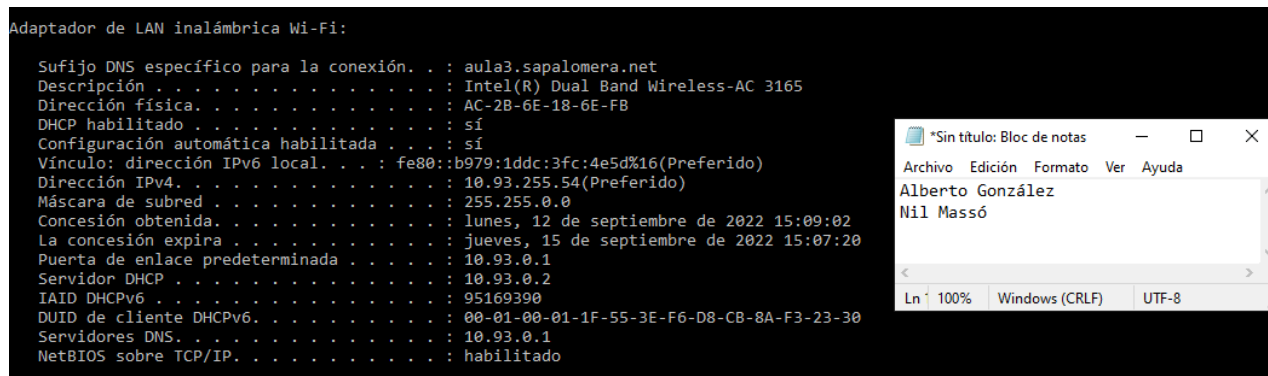 Adaptador de LAN inalámbrica Wi-Fi:
Sufijo DNS específico para la conexión. . : aula3.sapalomera.net
Descripción . . . . . . . . . . . . . . . : Intel(R) Dual Band Wireless-AC 3165
Dirección física. . . . . . . . . . . . . : AC-2B-6E-18-6E-FB
DHCP habilitado . . . . . . . . . . . . . : sí
Configuración automática habilitada . . . : sí
Vínculo: dirección IPv6 local. . . : fe80::b979:1ddc:3fc:4e5d%16(Preferido)
Dirección IPv4. . . . . . . . . . . . . . : 10.93.255.54(Preferido)
Máscara de subred . . . . . . . . . . . . : 255.255.0.0
Concesión obtenida. . . . . . . . . . . . : lunes, 12 de septiembre de 2022 15:09:02
La concesión expira . . . . . . . . . . . : jueves, 15 de septiembre de 2022 15:07:20
Puerta de enlace predeterminada . . . . . : 10.93.0.1
Servidor DHCP . . . . . . . . . . . . . . : 10.93.0.2
IAID DHCPv6 . . . . . . . . . . . . . . . : 95169390
DUID de cliente DHCPv6. . . . . . . . . . : 00-01-00-01-1F-55-3E-F6-D8-CB-8A-F3-23-30
Servidores DNS. . . . . . . . . . . . . . : 10.93.0.1
NetBIOS sobre TCP/IP. . . . . . . . . . . : habilitado
*Sin título: Bloc de notas
Archivo Edición Formato Ver Ayuda
Alberto González
Nil Massó
Ln 100% Windows (CRLF) UTF-8